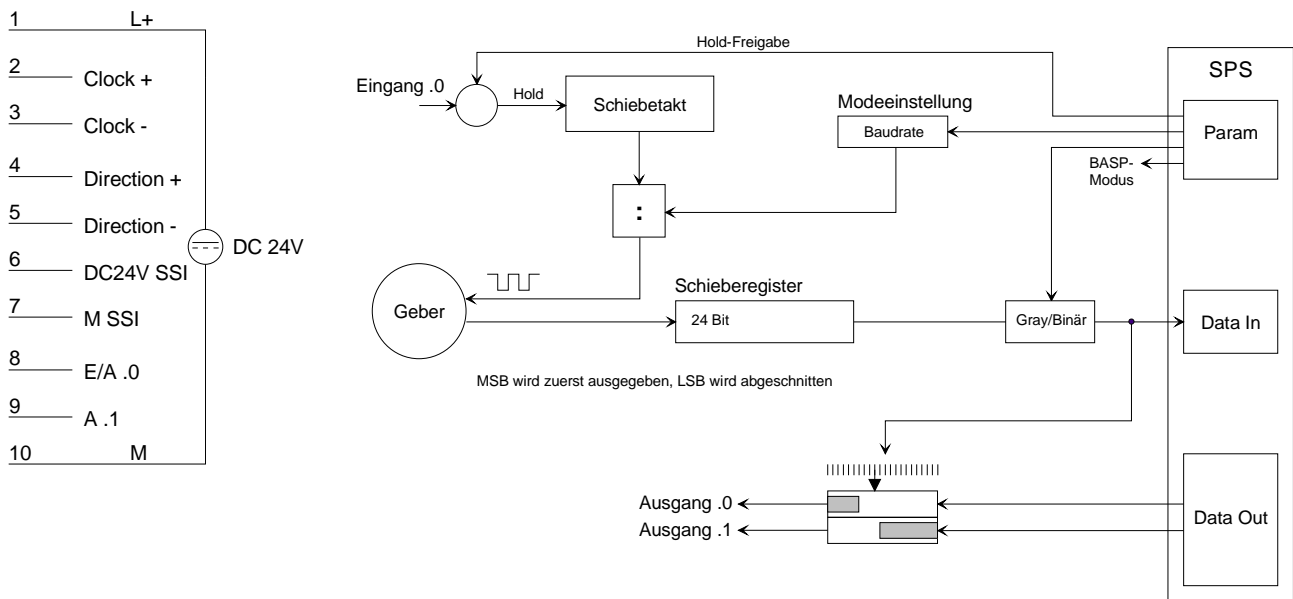 1 L+
2 Clock +
3 Clock -
4 Direction +
5 Direction -
6 DC24V SSI
7 M SSI
8 E/A .0
9 A .1
10 M
DC 24V
Hold-Freigabe
SPS
Eingang .0
Hold
Schiebetakt
Modeeinstellung
Baudrate
Param
BASP-
Modus
:
Geber
Schieberegister
24 Bit
Gray/Binär
Data In
MSB wird zuerst ausgegeben, LSB wird abgeschnitten
Ausgang .0
Ausgang .1
Data Out